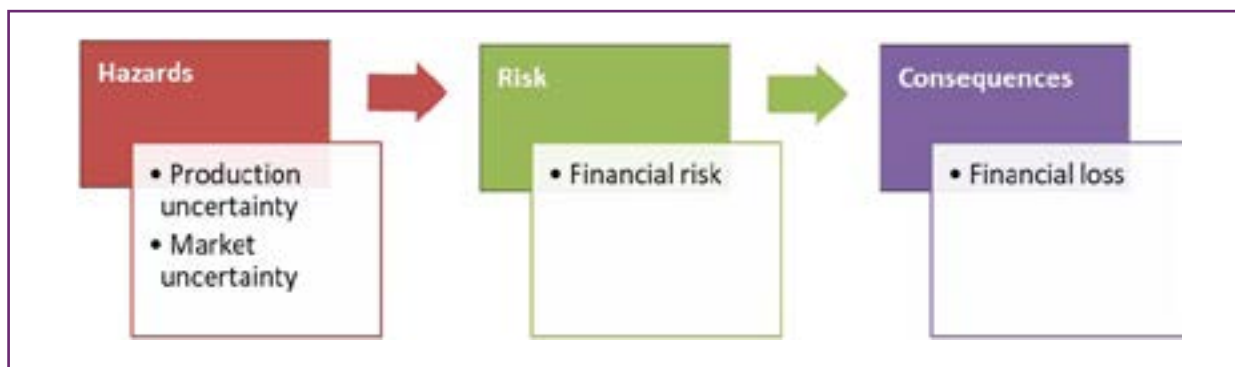 Hazards
• Production
uncertainty
• Market
uncertainty
Risk
• Financial risk
Consequences
• Financial loss